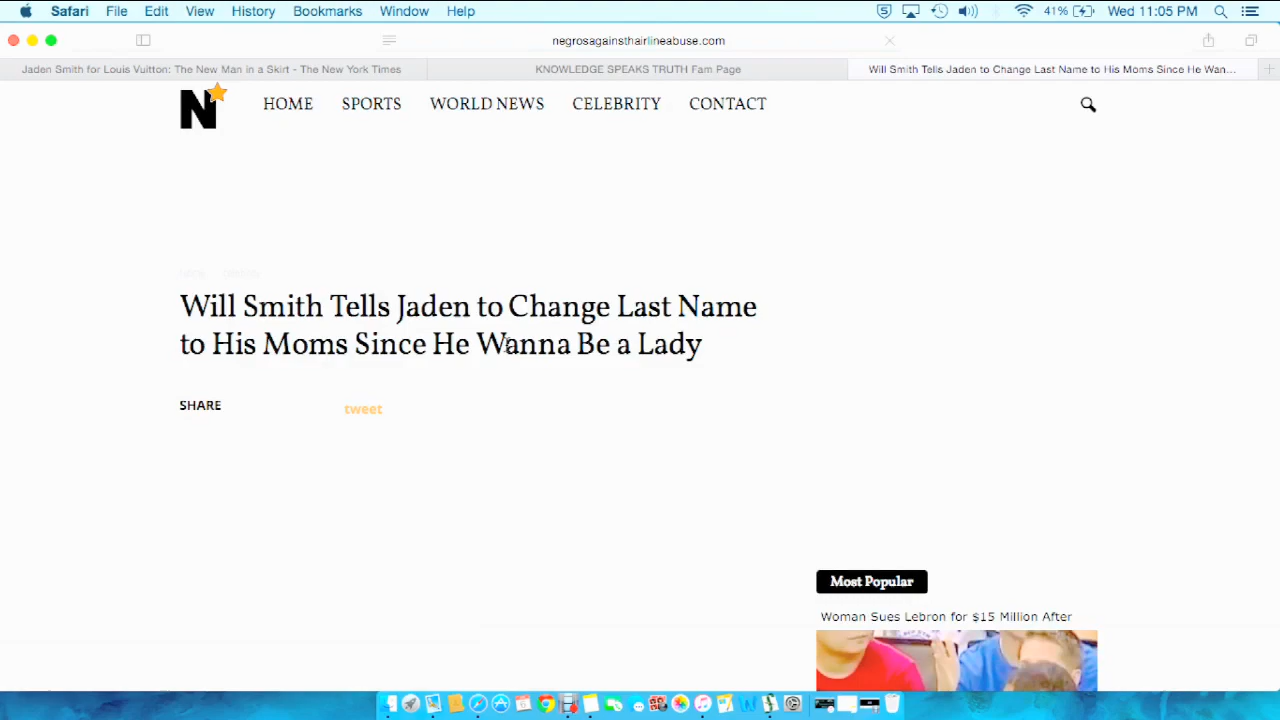 Safari File Edit View History Bookmarks Window Help 41% Wed 11:05 PM
negrosagainsthairlineabuse.com
Jaden Smith for Louis Vuitton: The New Man in a Skirt - The New York Times KNOWLEDGE SPEAKS TRUTH Fam Page Will Smith Tells Jaden to Change Last Name to His Moms Since He Wan...
N HOME SPORTS WORLD NEWS CELEBRITY CONTACT
Will Smith Tells Jaden to Change Last Name
to His Moms Since He Wanna Be a Lady
SHARE tweet
Most Popular
Woman Sues Lebron for $15 Million After